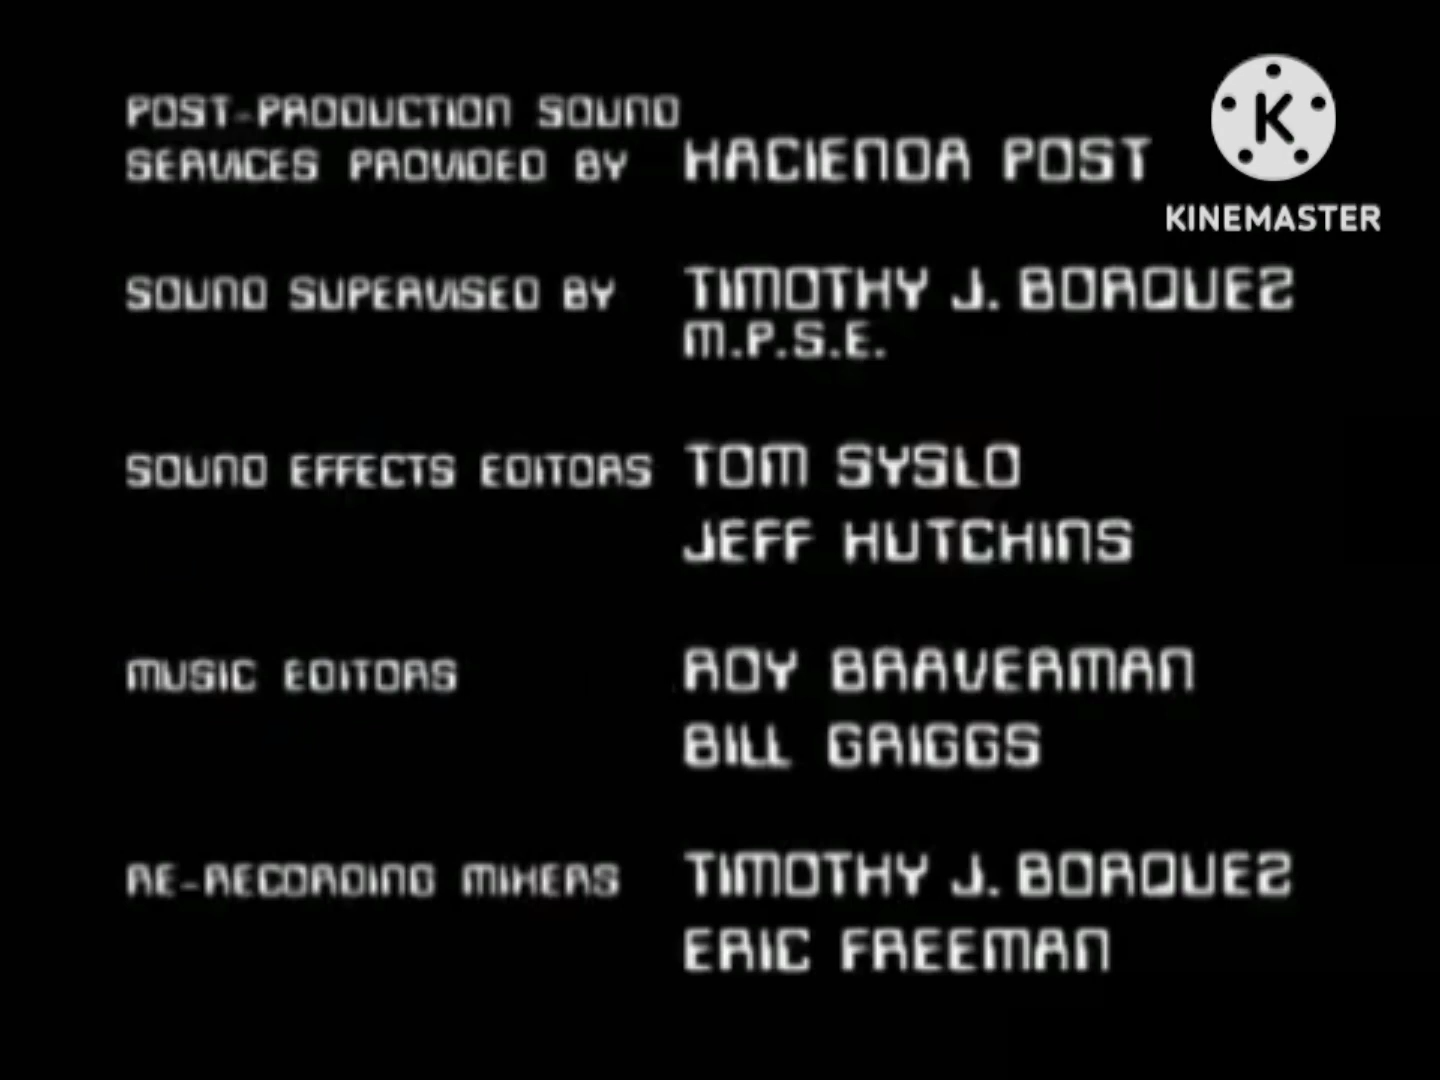 POST-PRODUCTION SOUND
SERVICES PROVIDED BY HACIENDA POST
K
KINEMASTER
SOUND SUPERVISED BY TIMOTHY J. BORQUEZ
M.P.S.E.
SOUND EFFECTS EDITORS TOM SYSLO
JEFF HUTCHINS
MUSIC EDITORS ROY BRAVERMAN
BILL GRIGGS
RE-RECORDING MIXERS TIMOTHY J. BORQUEZ
ERIC FREEMAN